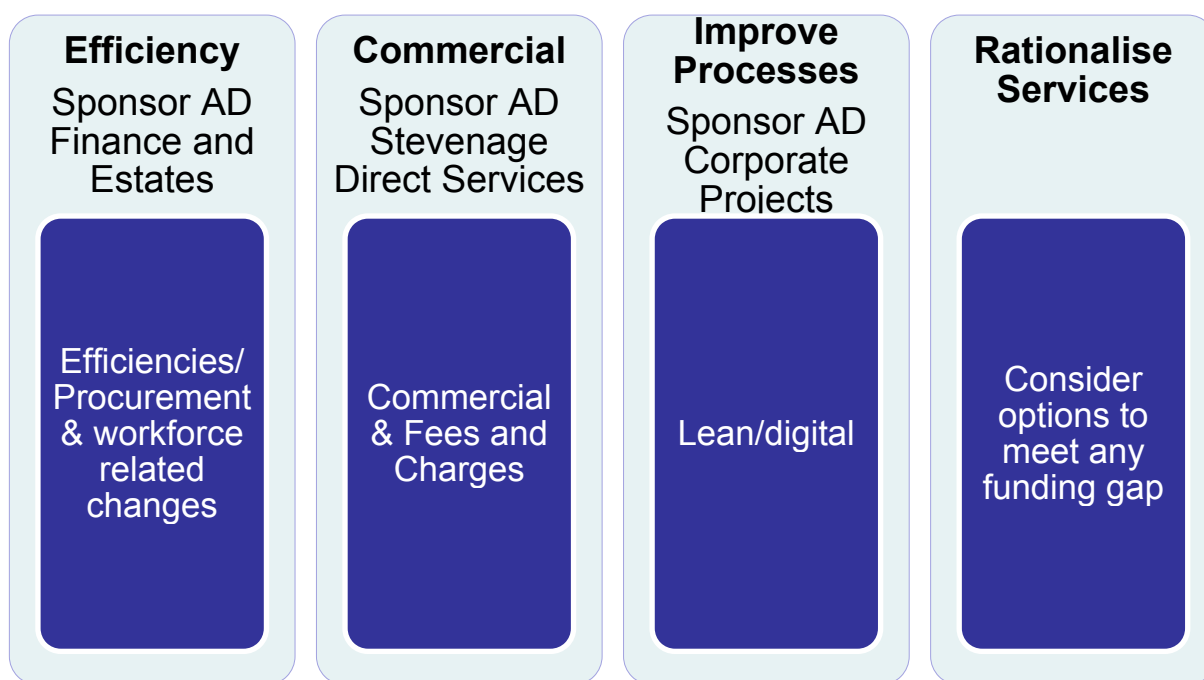 Efficiency
Sponsor AD
Finance and
Estates
Efficiencies/
Procurement
& workforce
related
changes
Commercial
Sponsor AD
Stevenage
Direct Services
Commercial
& Fees and
Charges
Improve
Processes
Sponsor AD
Corporate
Projects
Lean/digital
Rationalise
Services
Consider
options to
meet any
funding gap